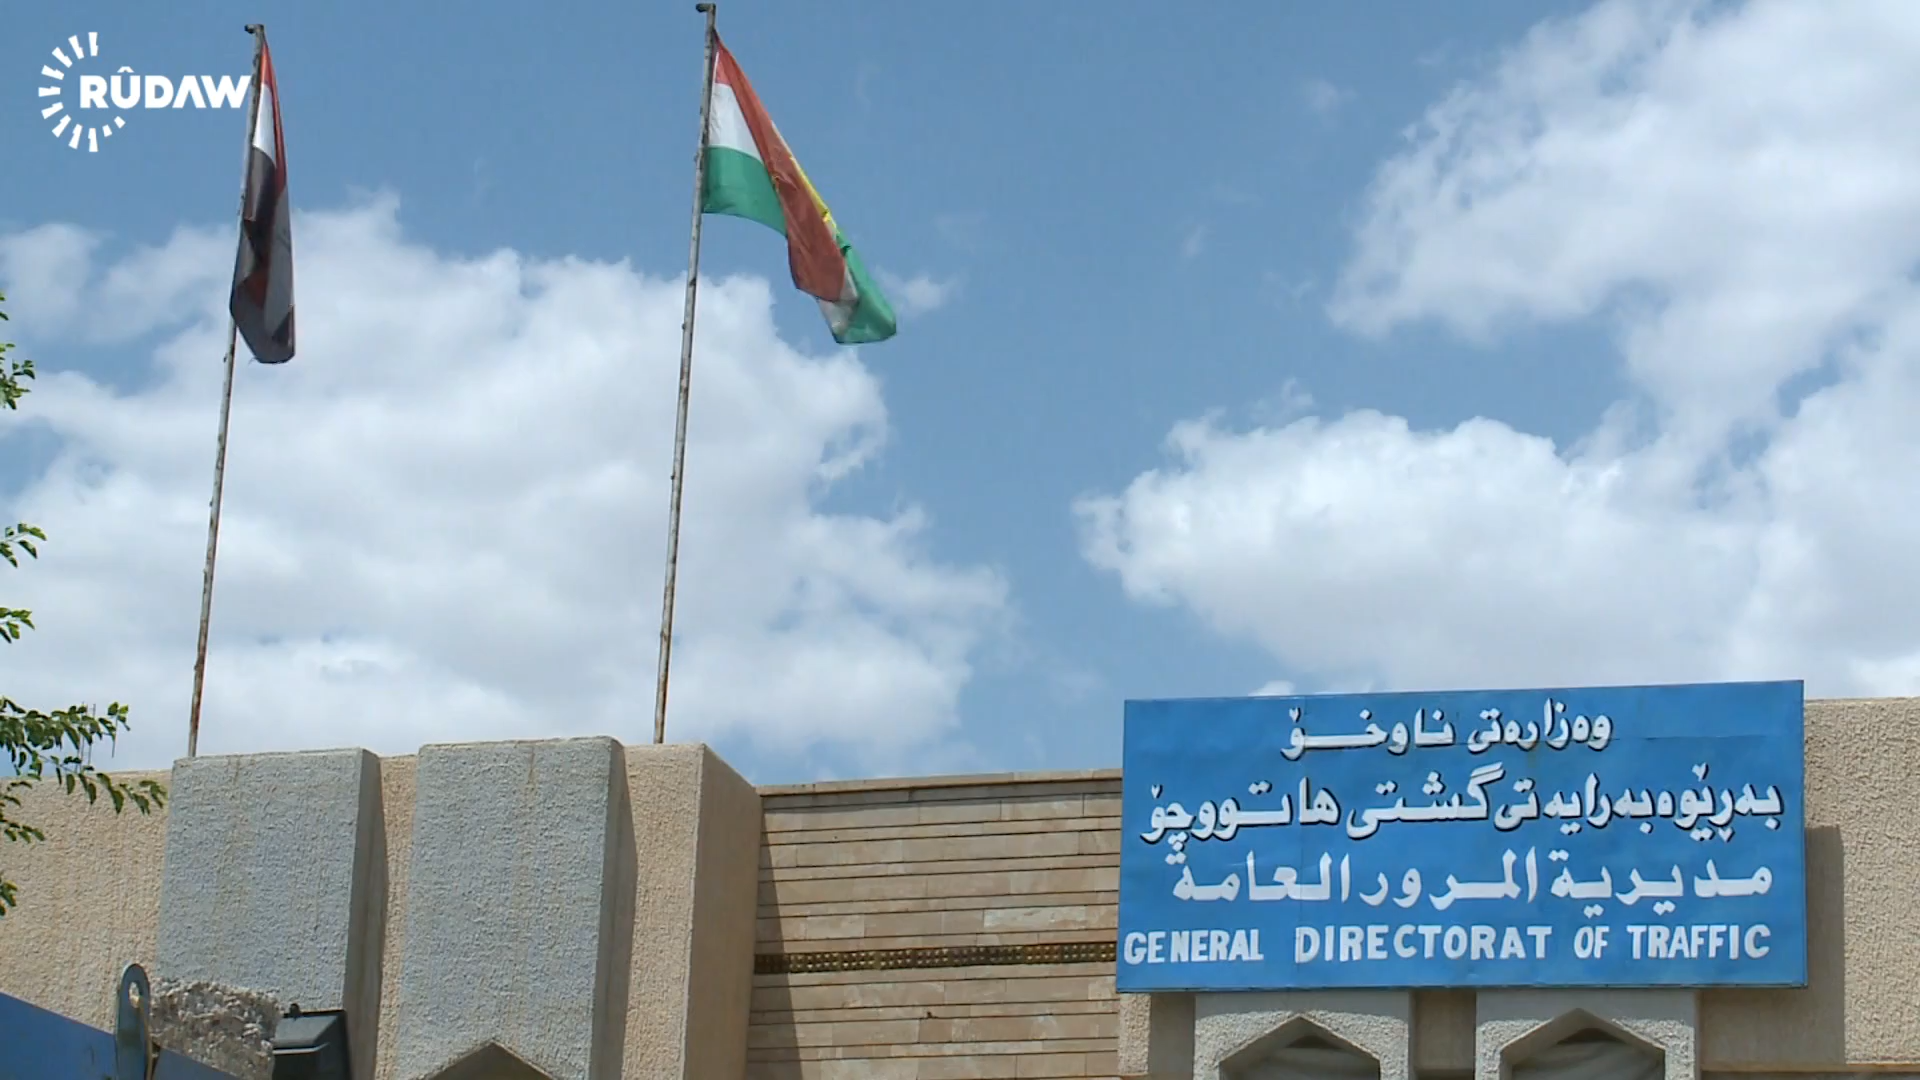 RÛDAW
وەزارەتی ناوخۆ
بەڕێوەبەرایەتی گشتی هاتووچۆ
مديرية المرور العامة
GENERAL DIRECTORAT OF TRAFFIC